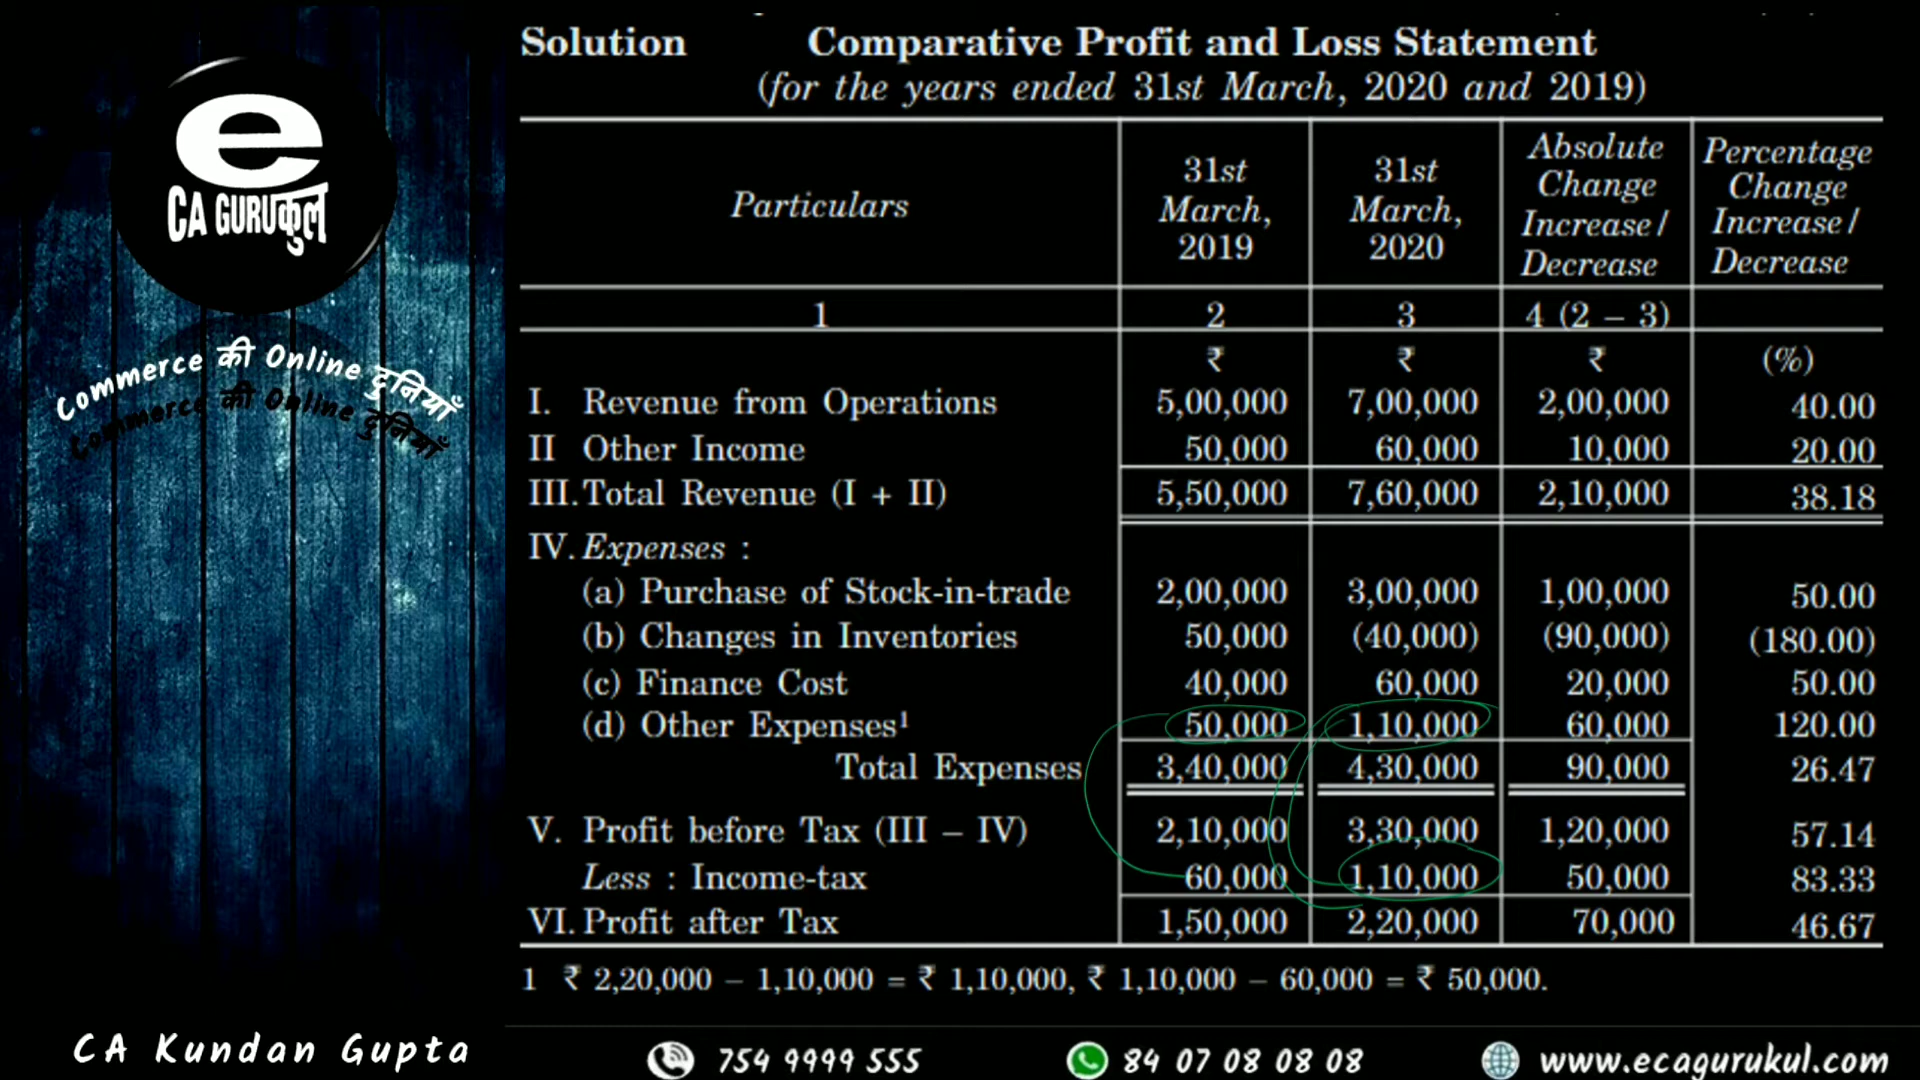 e
CA GURUकुल
Commerce की Online दुनियाँ
CA Kundan Gupta
Solution Comparative Profit and Loss Statement
(for the years ended 31st March, 2020 and 2019)
Particulars 31st March, 2019 31st March, 2020 Absolute Change Increase/ Decrease Percentage Change Increase/ Decrease
1 2 3 4 (2 – 3)
₹ ₹ ₹ (%)
I. Revenue from Operations 5,00,000 7,00,000 2,00,000 40.00
II Other Income 50,000 60,000 10,000 20.00
III. Total Revenue (I + II) 5,50,000 7,60,000 2,10,000 38.18
IV. Expenses :
(a) Purchase of Stock-in-trade 2,00,000 3,00,000 1,00,000 50.00
(b) Changes in Inventories 50,000 (40,000) (90,000) (180.00)
(c) Finance Cost 40,000 60,000 20,000 50.00
(d) Other Expenses¹ 50,000 1,10,000 60,000 120.00
Total Expenses 3,40,000 4,30,000 90,000 26.47
V. Profit before Tax (III – IV) 2,10,000 3,30,000 1,20,000 57.14
Less : Income-tax 60,000 1,10,000 50,000 83.33
VI. Profit after Tax 1,50,000 2,20,000 70,000 46.67
1 ₹ 2,20,000 – 1,10,000 = ₹ 1,10,000, ₹ 1,10,000 – 60,000 = ₹ 50,000.
754 9999 555 84 07 08 08 08 www.ecagurukul.com